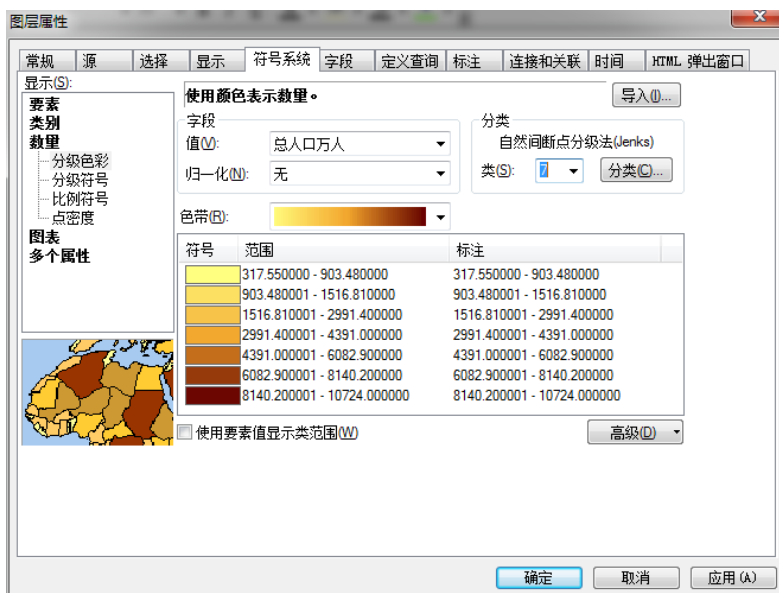 图层属性
常规 源 选择 显示 符号系统 字段 定义查询 标注 连接和关联 时间 HTML 弹出窗口
显示(S):
要素
类别
数量
分级色彩
分级符号
比例符号
点密度
图表
多个属性
使用颜色表示数量。
导入(I)...
字段
值(V): 总人口万人
归一化(N): 无
分类
自然间断点分级法(Jenks)
类(S): 7 分类(C)...
色带(R):
符号 范围 标注
317.550000 - 903.480000 317.550000 - 903.480000
903.480001 - 1516.810000 903.480001 - 1516.810000
1516.810001 - 2991.400000 1516.810001 - 2991.400000
2991.400001 - 4391.000000 2991.400001 - 4391.000000
4391.000001 - 6082.900000 4391.000001 - 6082.900000
6082.900001 - 8140.200000 6082.900001 - 8140.200000
8140.200001 - 10724.000000 8140.200001 - 10724.000000
使用要素值显示类范围(W)
高级(D)
确定 取消 应用(A)